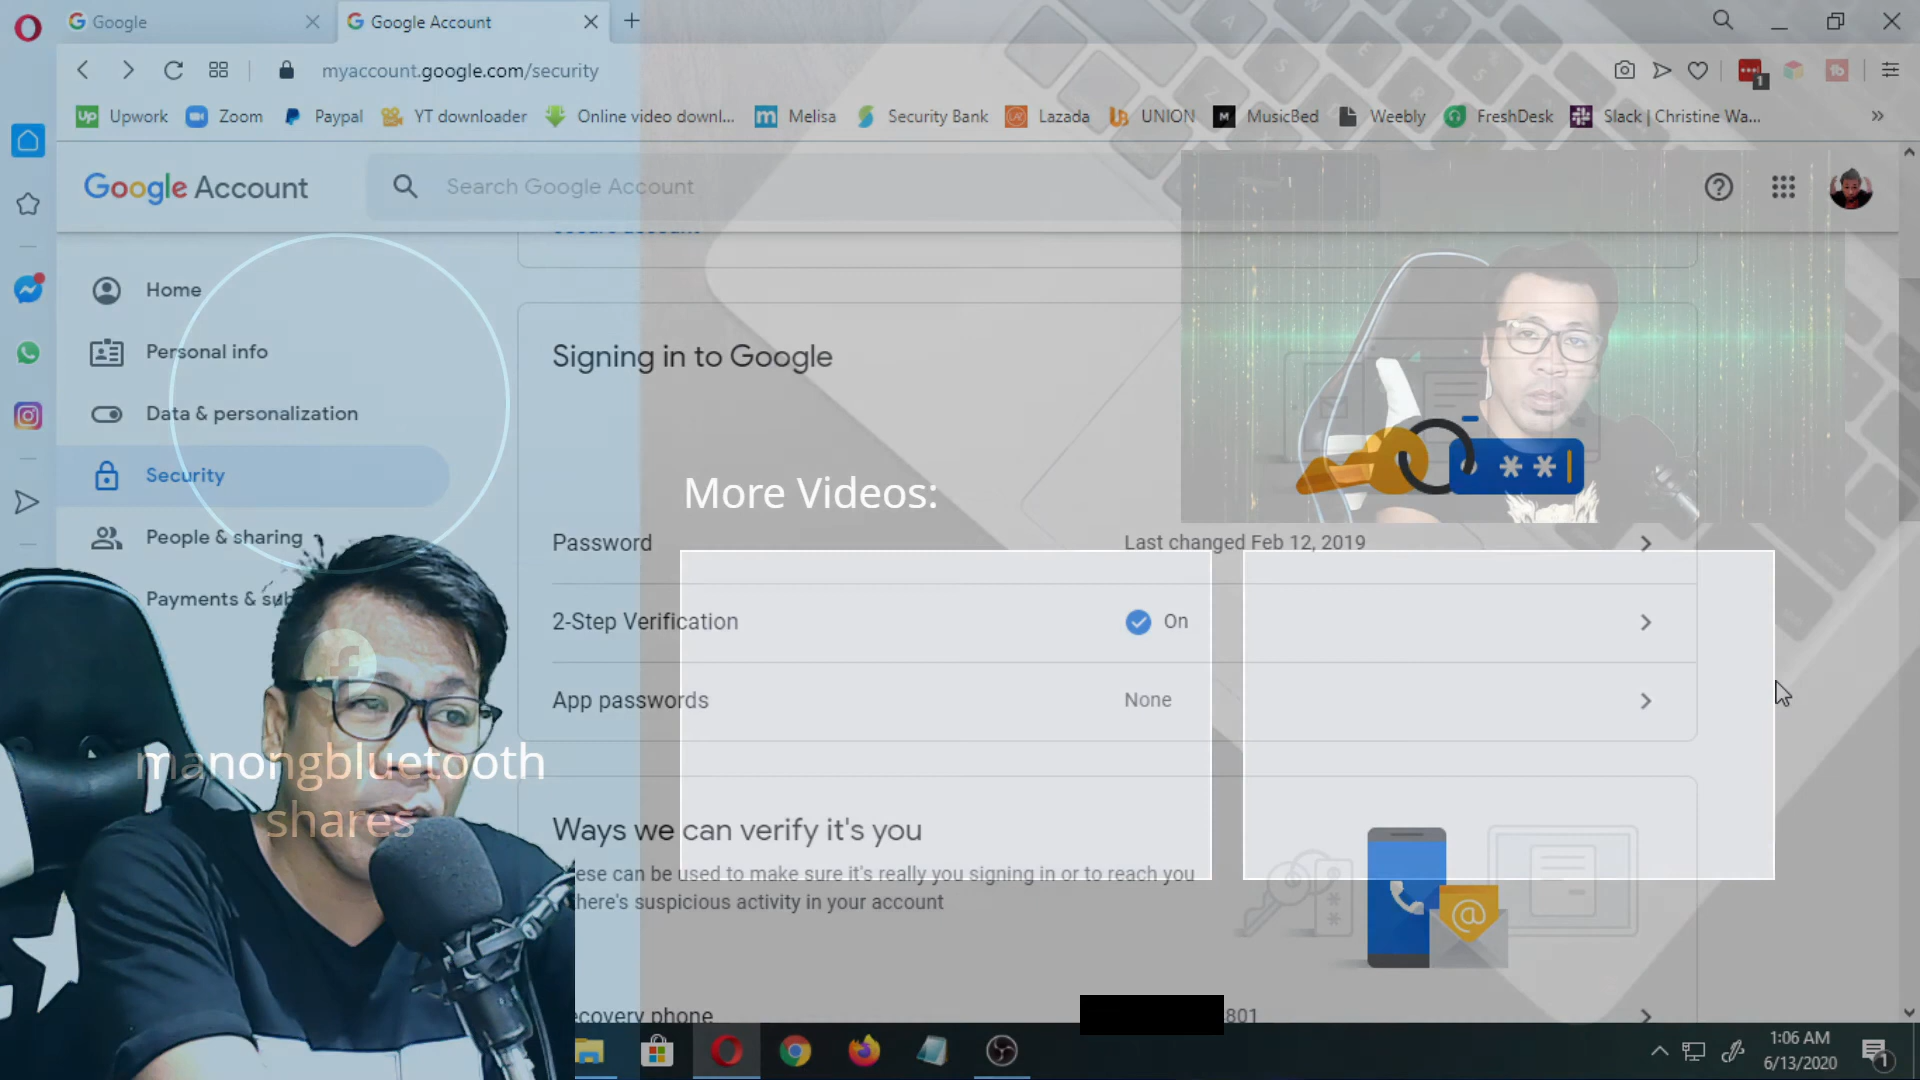 Google
Google Account
myaccount.google.com/security
Upwork
Zoom
Paypal
YT downloader
Online video downl...
Melisa
Security Bank
Lazada
UNION
MusicBed
Weebly
FreshDesk
Slack | Christine Wa...
Google Account
Search Google Account
Home
Personal info
Data & personalization
Security
People & sharing
Payments & sub
Signing in to Google
More Videos:
Password
Last changed Feb 12, 2019
2-Step Verification
On
App passwords
None
manongbluetooth
shares
Ways we can verify it's you
ese can be used to make sure it's really you signing in or to reach you
here's suspicious activity in your account
ecovery phone
801
1:06 AM
6/13/2020